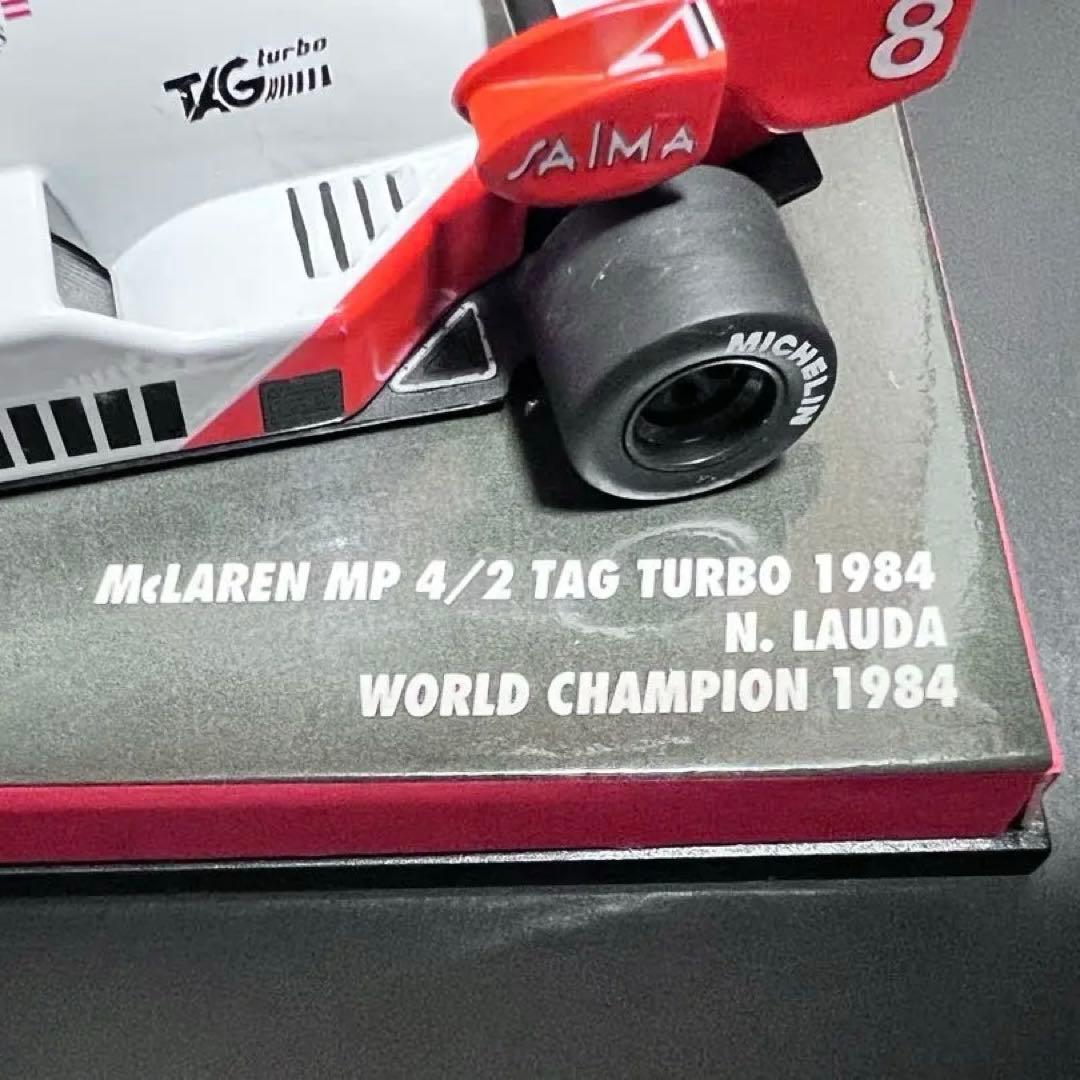 TAG turbo
8
SAIMA
MICHELIN
McLAREN MP 4/2 TAG TURBO 1984
N. LAUDA
WORLD CHAMPION 1984